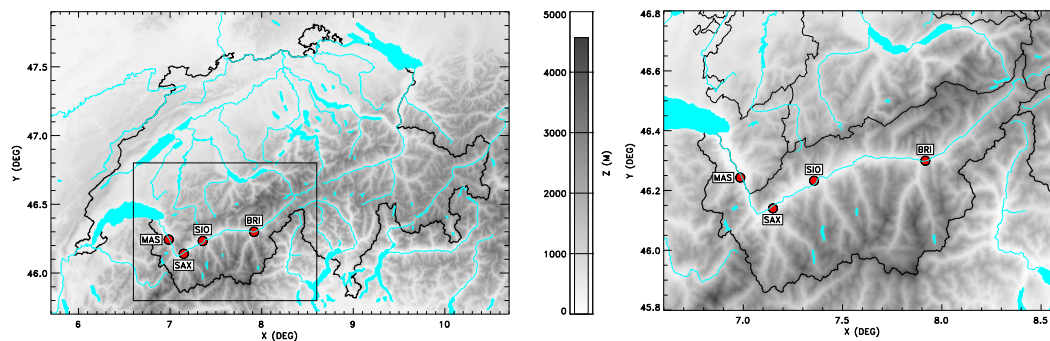 47.5
47.0
46.5
46.0
Y (DEG)
MAS
SAX
SIO
BRI
6
7
8
9
10
X (DEG)
5000
4000
3000
2000
1000
0
Z (M)
46.8
46.6
46.4
46.2
46.0
45.8
Y (DEG)
MAS
SAX
SIO
BRI
7.0
7.5
8.0
8.5
X (DEG)